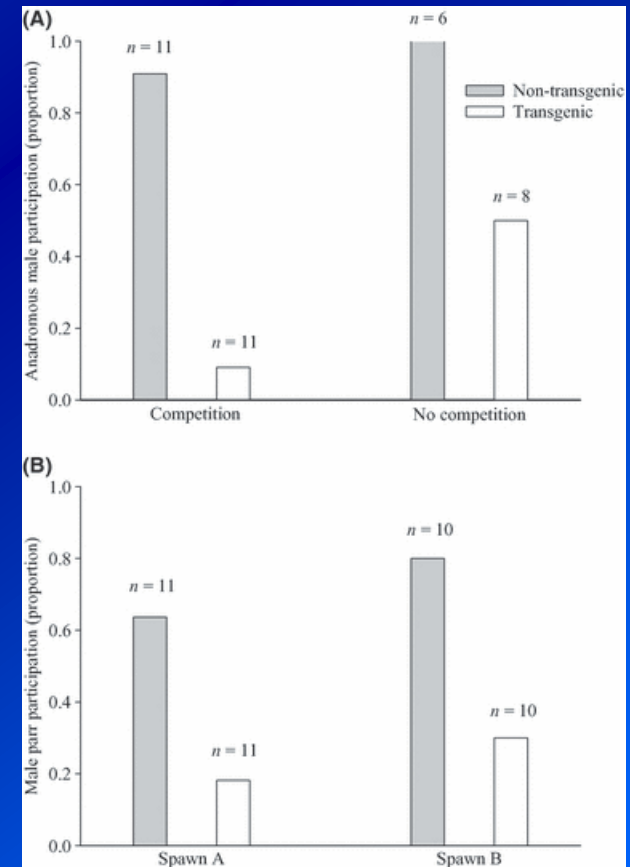 (A)
Anadromous male participation (proportion)
1.0
0.8
0.6
0.4
0.2
0.0
n = 11
n = 11
n = 6
n = 8
Non-transgenic
Transgenic
Competition
No competition
(B)
Male parr participation (proportion)
1.0
0.8
0.6
0.4
0.2
0.0
n = 11
n = 11
n = 10
n = 10
Spawn A
Spawn B